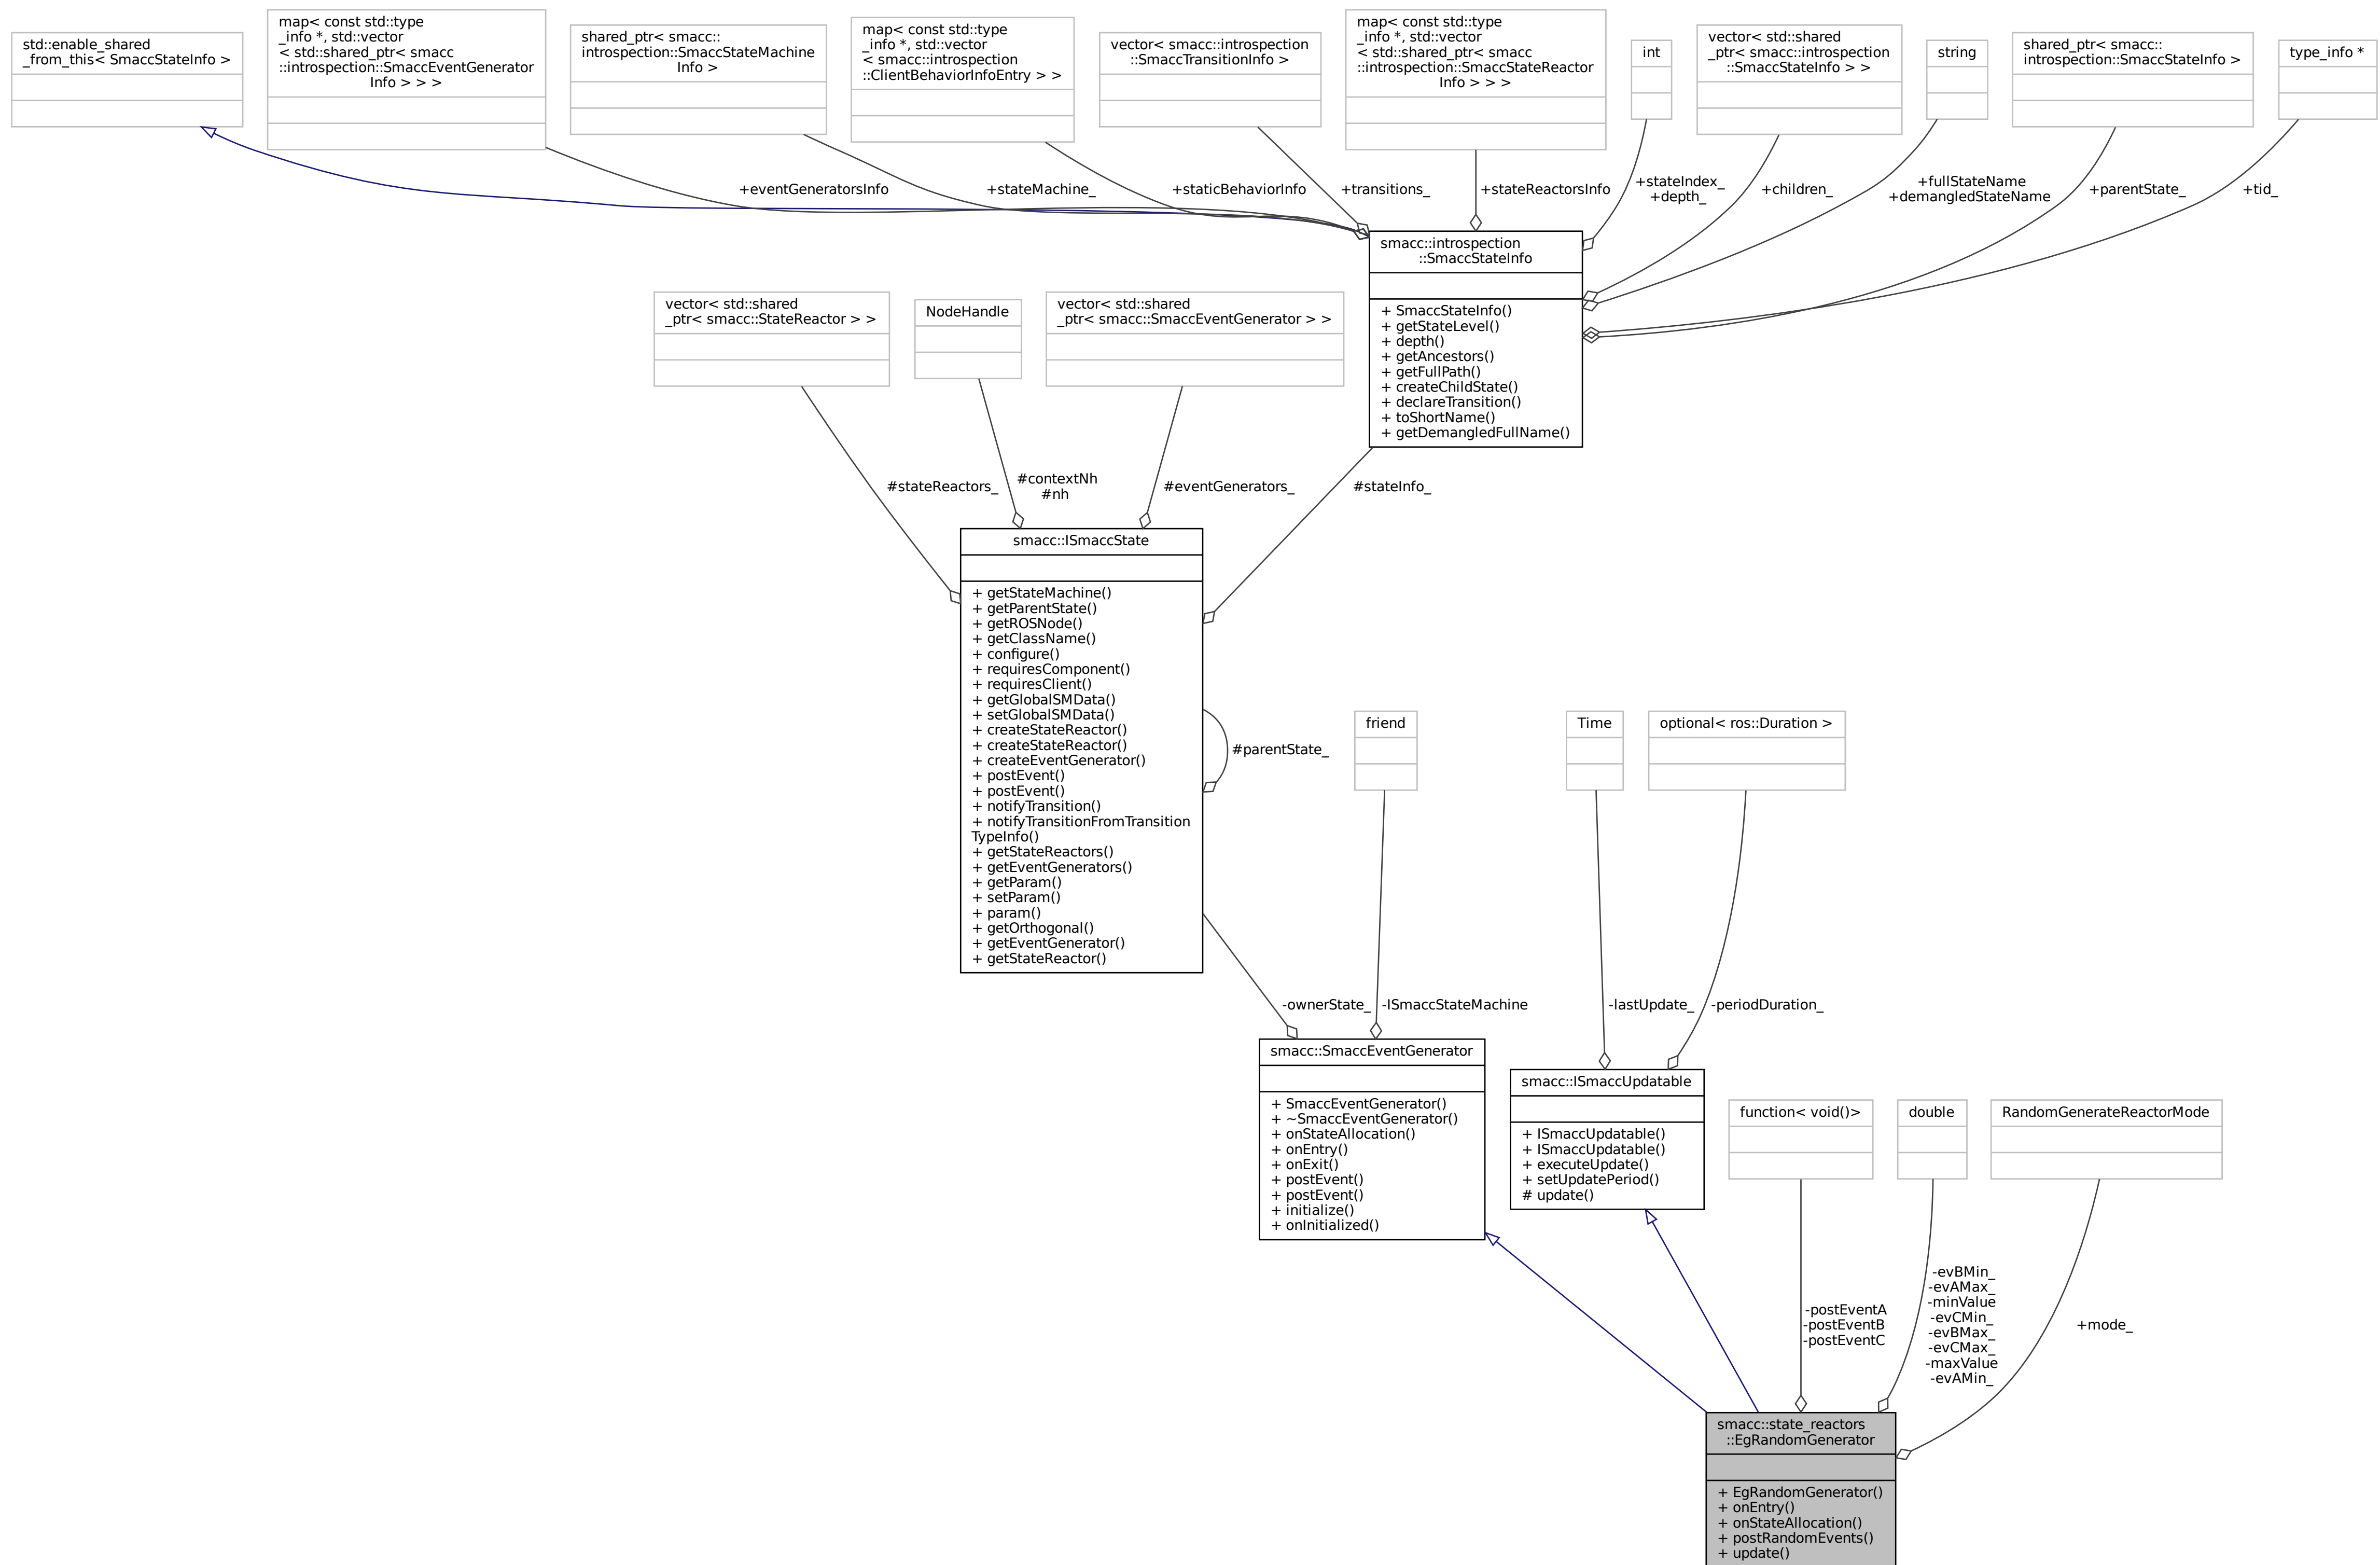 std::enable_shared
_from_this< SmaccStateInfo >
map< const std::type
_info *, std::vector
< std::shared_ptr< smacc
::introspection::SmaccEventGenerator
Info > > >
shared_ptr< smacc::
introspection::SmaccStateMachine
Info >
map< const std::type
_info *, std::vector
< smacc::introspection
::ClientBehaviorInfoEntry > >
vector< smacc::introspection
::SmaccTransitionInfo >
map< const std::type
_info *, std::vector
< std::shared_ptr< smacc
::introspection::SmaccStateReactor
Info > > >
int
vector< std::shared
_ptr< smacc::introspection
::SmaccStateInfo > >
string
shared_ptr< smacc::
introspection::SmaccStateInfo >
type_info *
+eventGeneratorsInfo
+stateMachine_
+staticBehaviorInfo
+transitions_
+stateReactorsInfo
+stateIndex_
+depth_
+children_
+fullStateName
+demangledStateName
+parentState_
+tid_
smacc::introspection
::SmaccStateInfo
+ SmaccStateInfo()
+ getStateLevel()
+ depth()
+ getAncestors()
+ getFullPath()
+ createChildState()
+ declareTransition()
+ toShortName()
+ getDemangledFullName()
vector< std::shared
_ptr< smacc::StateReactor > >
NodeHandle
vector< std::shared
_ptr< smacc::SmaccEventGenerator > >
#stateReactors_
#contextNh
#nh
#eventGenerators_
#stateInfo_
smacc::ISmaccState
+ getStateMachine()
+ getParentState()
+ getROSNode()
+ getClassName()
+ configure()
+ requiresComponent()
+ requiresClient()
+ getGlobalSMData()
+ setGlobalSMData()
+ createStateReactor()
+ createStateReactor()
+ createEventGenerator()
+ postEvent()
+ postEvent()
+ notifyTransition()
+ notifyTransitionFromTransition
TypeInfo()
+ getStateReactors()
+ getEventGenerators()
+ getParam()
+ setParam()
+ param()
+ getOrthogonal()
+ getEventGenerator()
+ getStateReactor()
#parentState_
friend
Time
optional< ros::Duration >
-ownerState_
-ISmaccStateMachine
-lastUpdate_
-periodDuration_
smacc::SmaccEventGenerator
+ SmaccEventGenerator()
+ ~SmaccEventGenerator()
+ onStateAllocation()
+ onEntry()
+ onExit()
+ postEvent()
+ postEvent()
+ initialize()
+ onInitialized()
smacc::ISmaccUpdatable
+ ISmaccUpdatable()
+ ISmaccUpdatable()
+ executeUpdate()
+ setUpdatePeriod()
# update()
function< void()>
double
RandomGenerateReactorMode
-postEventA
-postEventB
-postEventC
-evBMin_
-evAMax_
-minValue
-evCMin_
-evBMax_
-evCMax_
-maxValue
-evAMin_
+mode_
smacc::state_reactors
::EgRandomGenerator
+ EgRandomGenerator()
+ onEntry()
+ onStateAllocation()
+ postRandomEvents()
+ update()